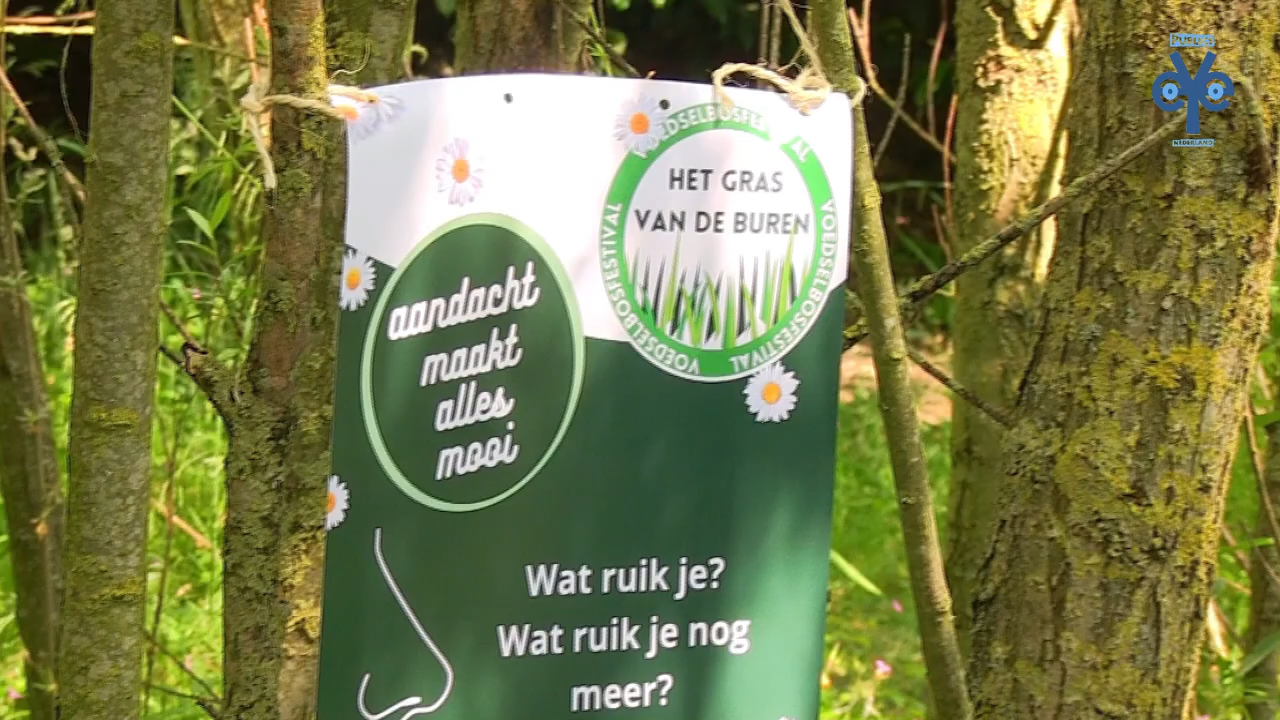 HET GRAS
VAN DE BUREN
VOEDSELBOSFESTIVAL
VOEDSELBOSFESTIVAL
aandacht
maakt
alles
mooi
Wat ruik je?
Wat ruik je nog
meer?
eye
NEDERLAND